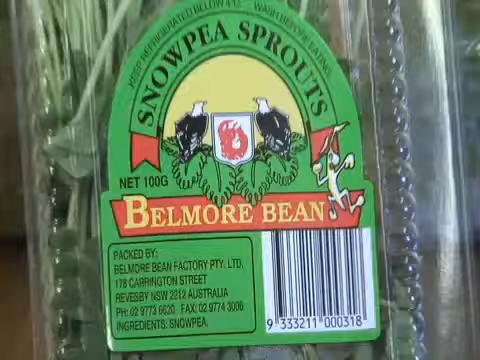 KEEP REFRIGERATED BELOW 4°C WASH BEFORE EATING
SNOWPEA SPROUTS
NET 100G
BELMORE BEAN
PACKED BY:
BELMORE BEAN FACTORY PTY. LTD.
178 CARRINGTON STREET
REVESBY NSW 2212 AUSTRALIA
PH: 02 9773 6620 FAX: 02 9774 3006
INGREDIENTS: SNOWPEA.
9 333211 000318